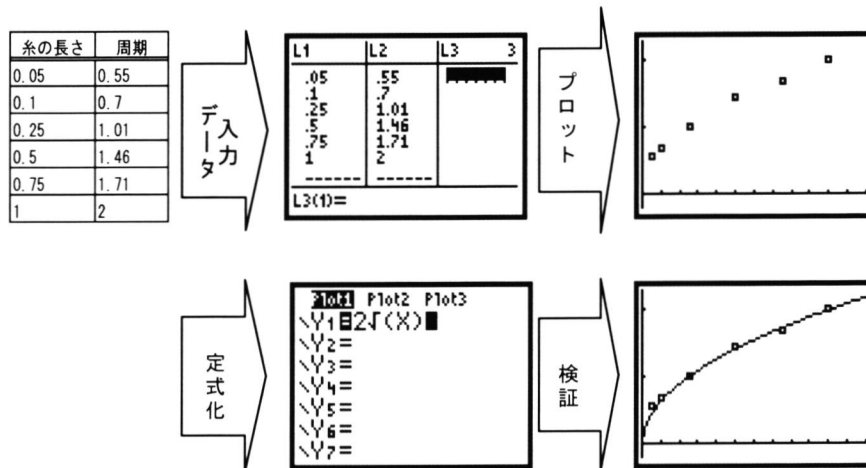 糸の長さ 周期
0.05 0.55
0.1 0.7
0.25 1.01
0.5 1.46
0.75 1.71
1 2
データ
入力
L1 L2 L3 3
.05 .55
.1 .7
.25 1.01
.5 1.46
.75 1.71
1 2
------ ------
L3(1)=
プロット
定式化
Plot1 Plot2 Plot3
\Y1=2√(X)
\Y2=
\Y3=
\Y4=
\Y5=
\Y6=
\Y7=
検証